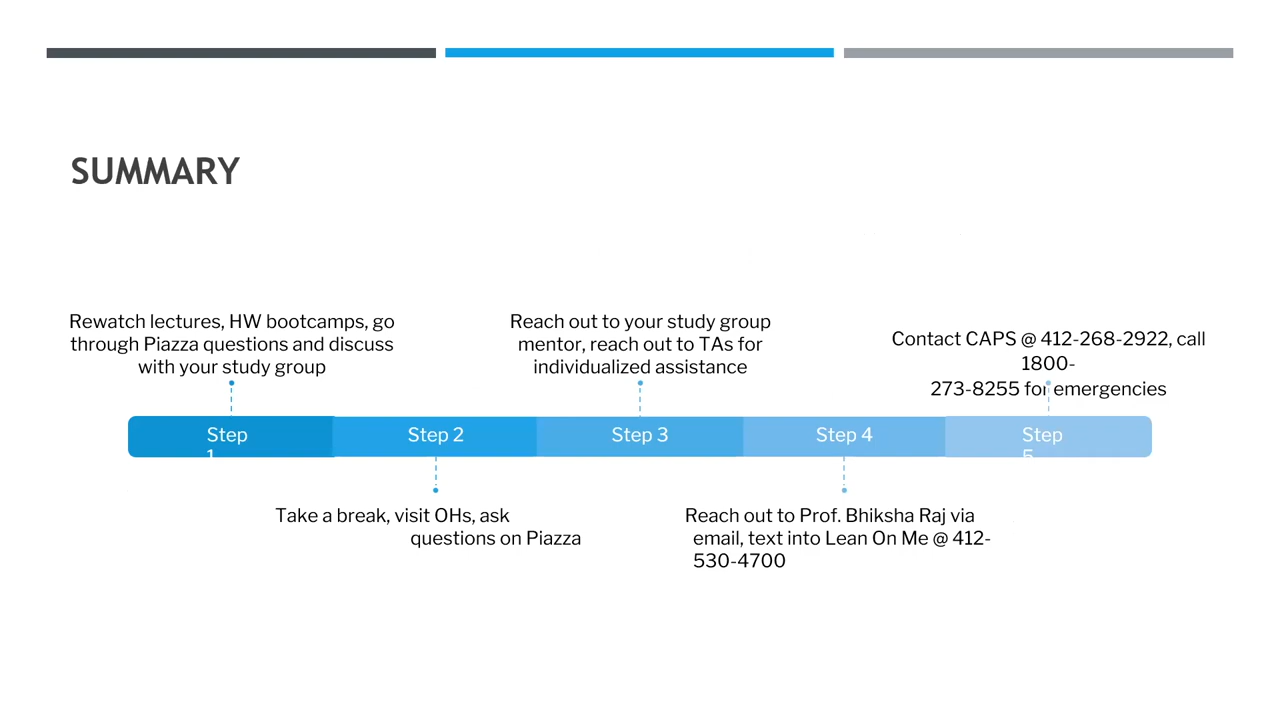 SUMMARY
Rewatch lectures, HW bootcamps, go
through Piazza questions and discuss
with your study group
Reach out to your study group
mentor, reach out to TAs for
individualized assistance
Contact CAPS @ 412-268-2922, call
1800-
273-8255 for emergencies
Step
1
Step 2
Step 3
Step 4
Step
5
Take a break, visit OHs, ask
questions on Piazza
Reach out to Prof. Bhiksha Raj via
email, text into Lean On Me @ 412-
530-4700